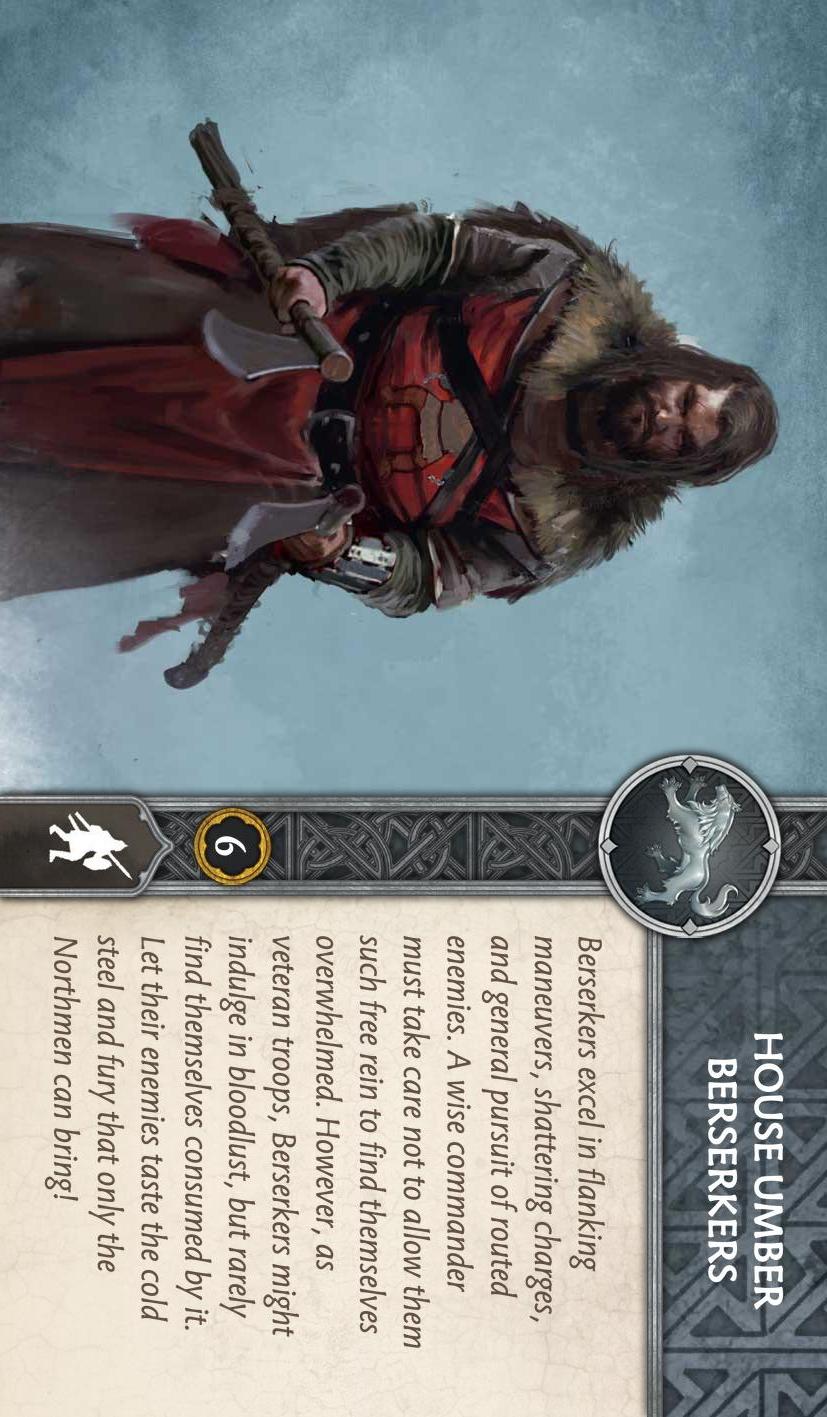 HOUSE UMBER
BERSERKERS
6
Berserkers excel in flanking
maneuvers, shattering charges,
and general pursuit of routed
enemies. A wise commander
must take care not to allow them
such free rein to find themselves
overwhelmed. However, as
veteran troops, Berserkers might
indulge in bloodlust, but rarely
find themselves consumed by it.
Let their enemies taste the cold
steel and fury that only the
Northmen can bring!